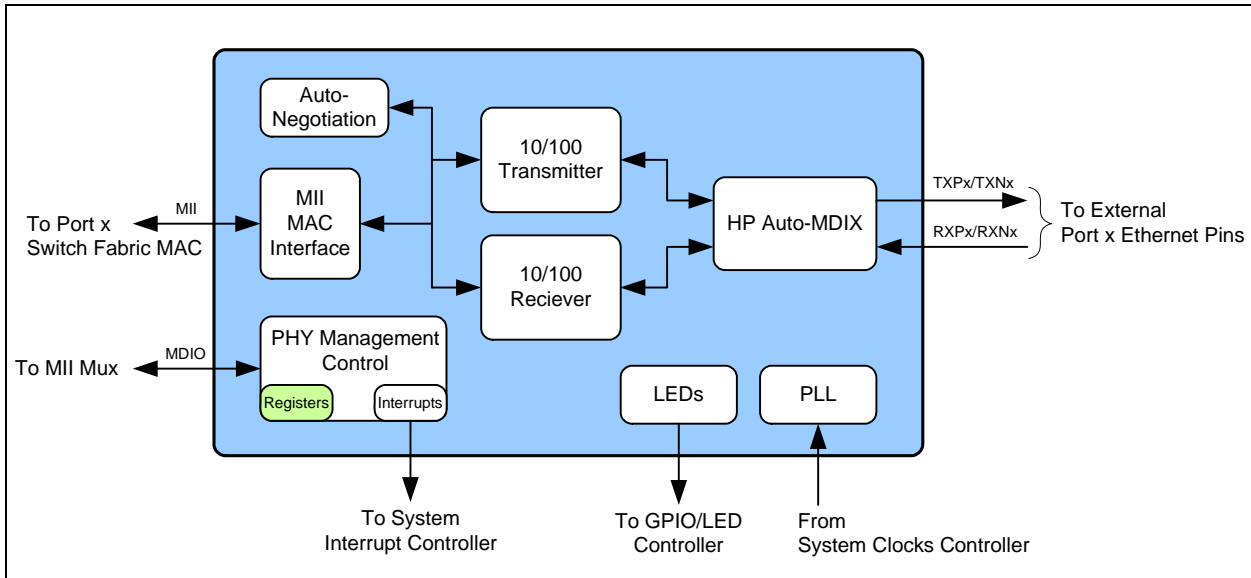 Auto-
Negotiation
10/100
Transmitter
MII
MAC
Interface
MII
To Port x
Switch Fabric MAC
HP Auto-MDIX
TXPx/TXNx
RXPx/RXNx
To External
Port x Ethernet Pins
10/100
Reciever
PHY Management
Control
Registers
Interrupts
MDIO
To MII Mux
LEDs
PLL
To System
Interrupt Controller
To GPIO/LED
Controller
From
System Clocks Controller